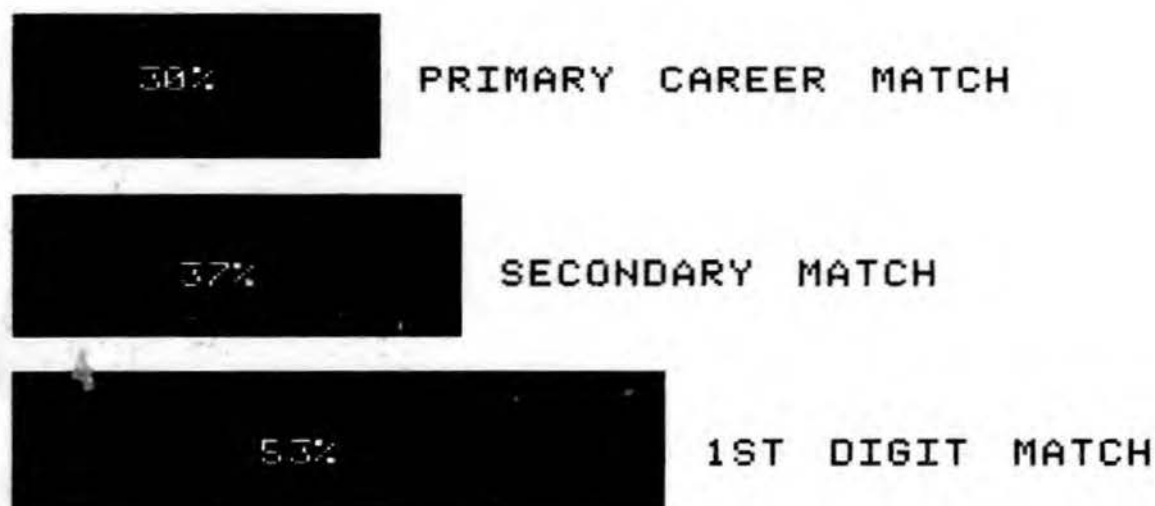 30% PRIMARY CAREER MATCH
37% SECONDARY MATCH
53% 1ST DIGIT MATCH